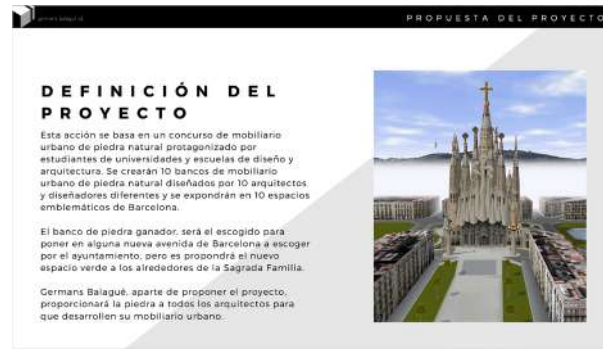 PROPUESTA DEL PROYECTO
DEFINICIÓN DEL
PROYECTO
Esta acción se basa en un concurso de mobiliario
urbano de piedra natural protagonizado por
estudiantes de universidades y escuelas de diseño y
arquitectura. Se crearán 10 bancos de mobiliario
urbano de piedra natural diseñados por 10 arquitectos
y diseñadores diferentes y se expondrán en 10 espacios
emblemáticos de Barcelona.
El banco de piedra ganador, será el escogido para
poner en alguna nueva avenida de Barcelona a escoger
por el ayuntamiento, pero es propondrá el nuevo
espacio verde a los alrededores de la Sagrada Família.
Germans Balagué, aparte de proponer el proyecto,
proporcionará la piedra a todos los arquitectos para
que desarrollen su mobiliario urbano.